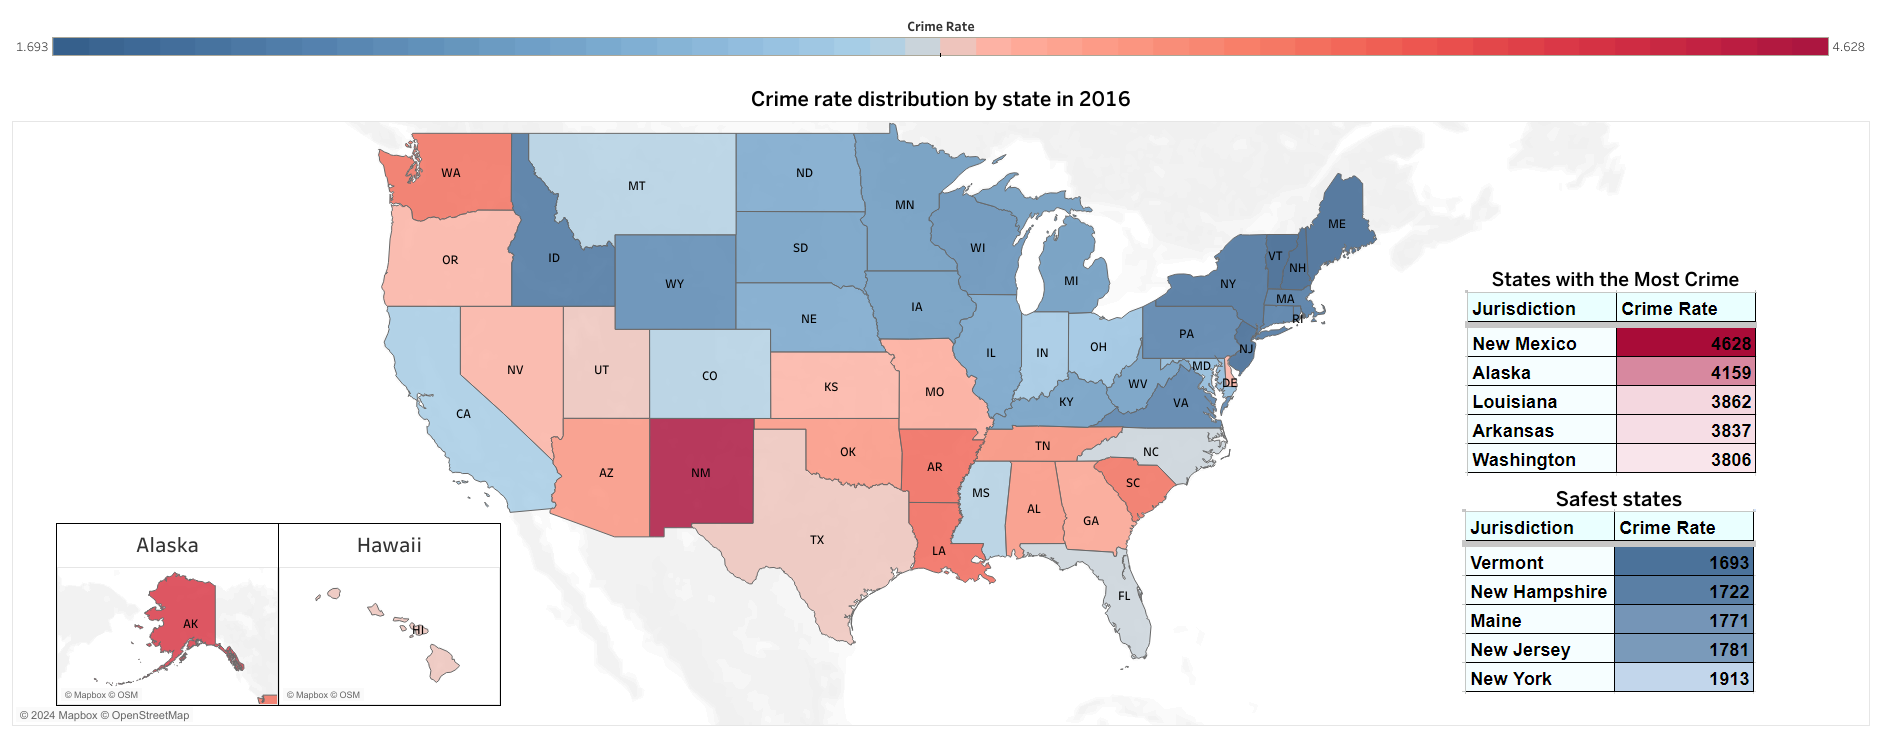 Crime Rate
1.693
4.628
Crime rate distribution by state in 2016
WA
MT
ND
MN
ME
OR
ID
WY
SD
WI
MI
NY
VT
NH
MA
RI
NE
IA
PA
NJ
NV
UT
CO
KS
MO
IL
IN
OH
MD
DE
WV
VA
KY
CA
AZ
NM
OK
AR
TN
NC
SC
MS
AL
GA
TX
LA
FL
States with the Most Crime
Jurisdiction Crime Rate
New Mexico 4628
Alaska 4159
Louisiana 3862
Arkansas 3837
Washington 3806
Safest states
Jurisdiction Crime Rate
Vermont 1693
New Hampshire 1722
Maine 1771
New Jersey 1781
New York 1913
Alaska
AK
© Mapbox © OSM
Hawaii
HI
© Mapbox © OSM
© 2024 Mapbox © OpenStreetMap